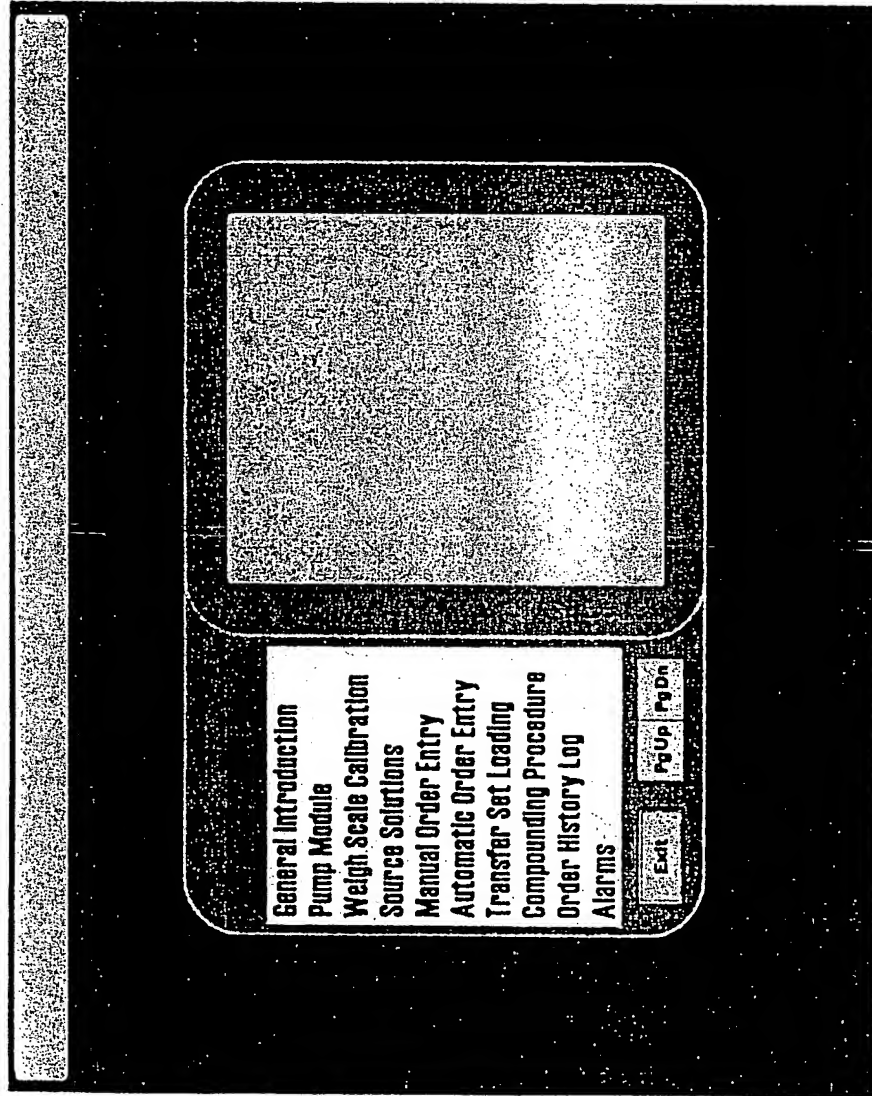 General Introduction
Pump Module
Weigh Scale Calibration
Source Solutions
Manual Order Entry
Automatic Order Entry
Transfer Set Loading
Compounding Procedure
Order History Log
Alarms
Exit PgUp PgDn